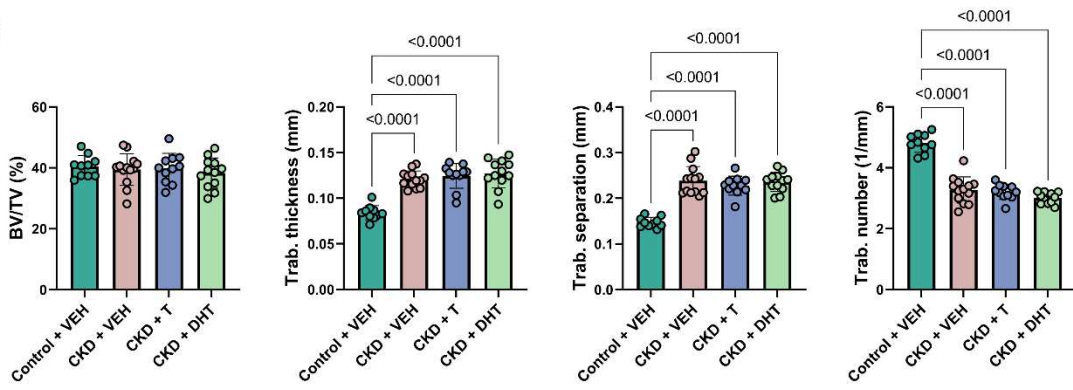 BV/TV (%)
60
40
20
0
Control + VEH
CKD + VEH
CKD + T
CKD + DHT
<0.0001
<0.0001
<0.0001
Trab. thickness (mm)
0.20
0.15
0.10
0.05
0.00
Control + VEH
CKD + VEH
CKD + T
CKD + DHT
<0.0001
<0.0001
<0.0001
Trab. separation (mm)
0.4
0.3
0.2
0.1
0.0
Control + VEH
CKD + VEH
CKD + T
CKD + DHT
<0.0001
<0.0001
<0.0001
Trab. number (1/mm)
6
4
2
0
Control + VEH
CKD + VEH
CKD + T
CKD + DHT